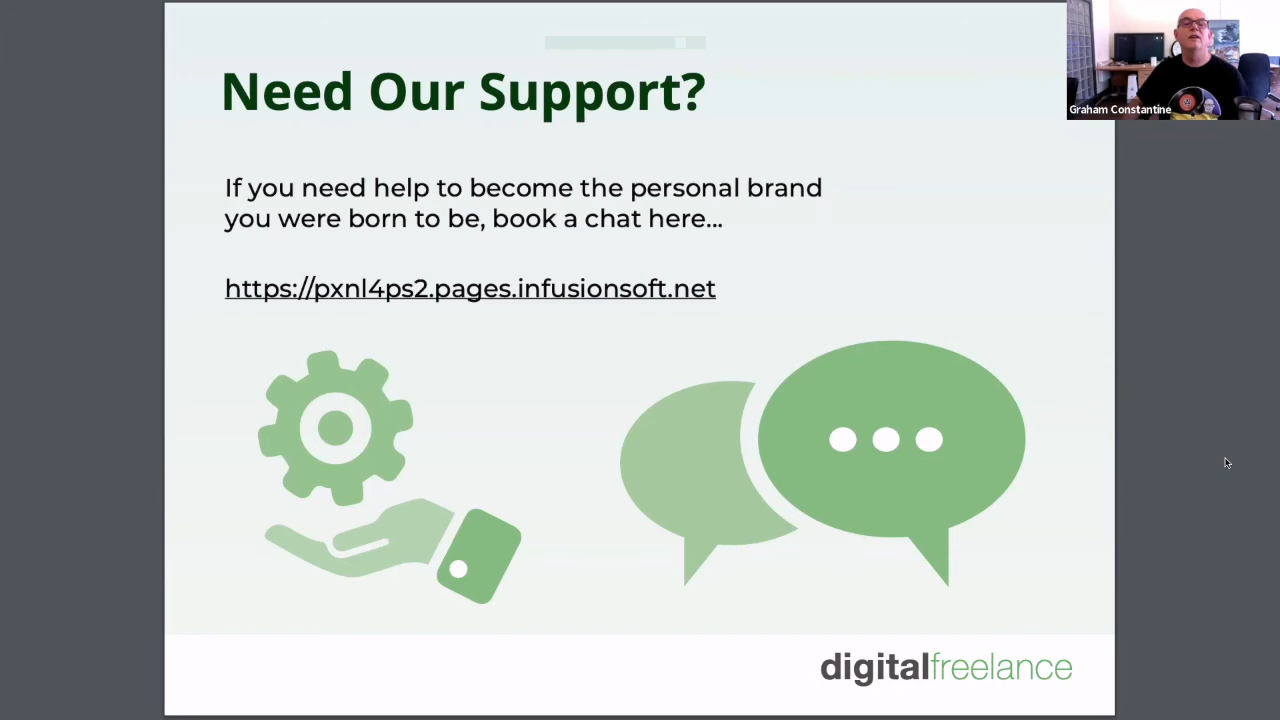 Need Our Support?
Graham Constantine
If you need help to become the personal brand
you were born to be, book a chat here...
https://pxnl4ps2.pages.infusionsoft.net
digitalfreelance